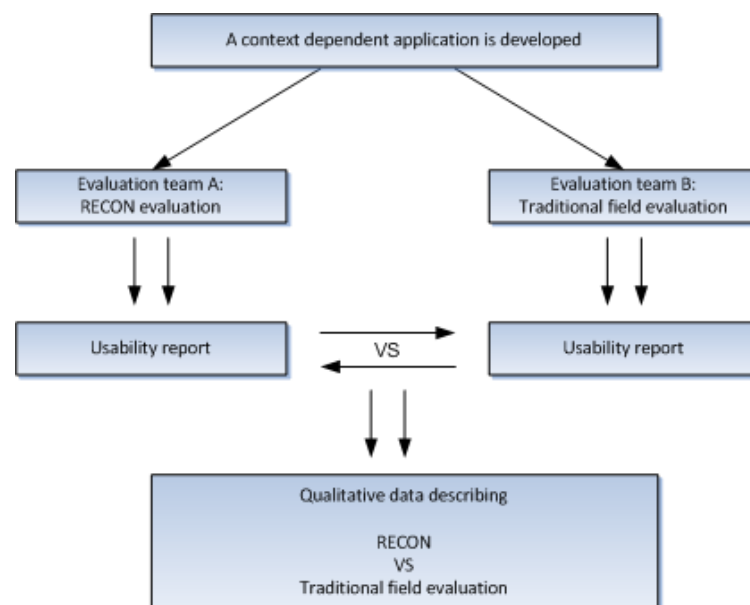 A context dependent application is developed
Evaluation team A:
RECON evaluation
Evaluation team B:
Traditional field evaluation
Usability report
VS
Usability report
Qualitative data describing
RECON
VS
Traditional field evaluation